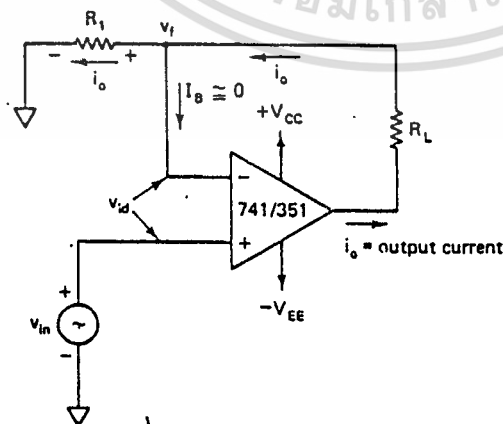 R₁
v_f
− +
i_o
i_o
I_B ≅ 0
+V_CC
R_L
−
v_id
741/351
+
i_o = output current
+
v_in
~
−
−V_EE